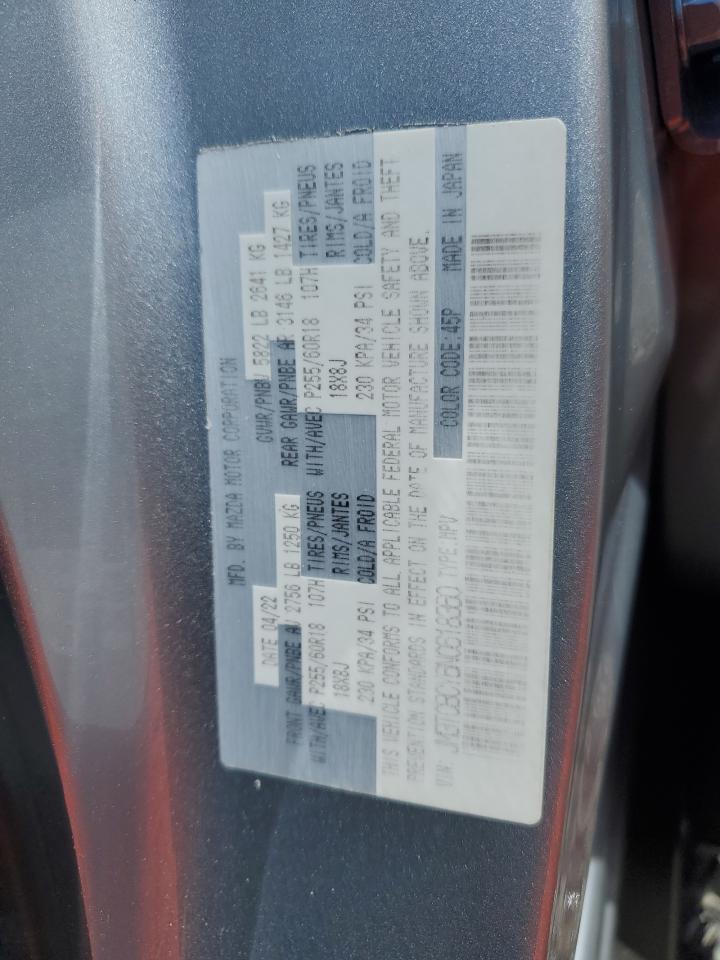 MFD. BY MAZDA MOTOR CORPORATION
DATE 04/22 GVWR/PNBV 5822 LB 2641 KG
FRONT GAWR/PNBE AV 2756 LB 1250 KG REAR GAWR/PNBE AR 3146 LB 1427 KG
WITH/AVEC P255/60R18 107H TIRES/PNEUS WITH/AVEC P255/60R18 107H TIRES/PNEUS
18X8J RIMS/JANTES 18X8J RIMS/JANTES
230 KPA/34 PSI COLD/A FROID 230 KPA/34 PSI COLD/A FROID
THIS VEHICLE CONFORMS TO ALL APPLICABLE FEDERAL MOTOR VEHICLE SAFETY AND THEFT
PREVENTION STANDARDS IN EFFECT ON THE DATE OF MANUFACTURE SHOWN ABOVE.
VIN: TYPE:MPV COLOR CODE:45P MADE IN JAPAN